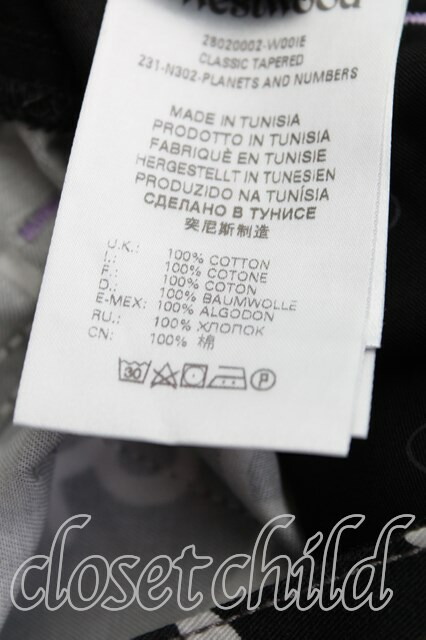 Westwood
28020002-W00IE
CLASSIC TAPERED
231-N302-PLANETS AND NUMBERS
MADE IN TUNISIA
PRODOTTO IN TUNISIA
FABRIQUÉ EN TUNISIE
HERGESTELLT IN TUNESIEN
PRODUZIDO NA TUNÍSIA
СДЕЛАНО В ТУНИСЕ
突尼斯制造
U.K.: 100% COTTON
I.: 100% COTONE
F.: 100% COTON
D.: 100% BAUMWOLLE
E-MEX: 100% ALGODON
RU.: 100% ХЛОПОК
CN: 100% 棉
30 P
closetchild